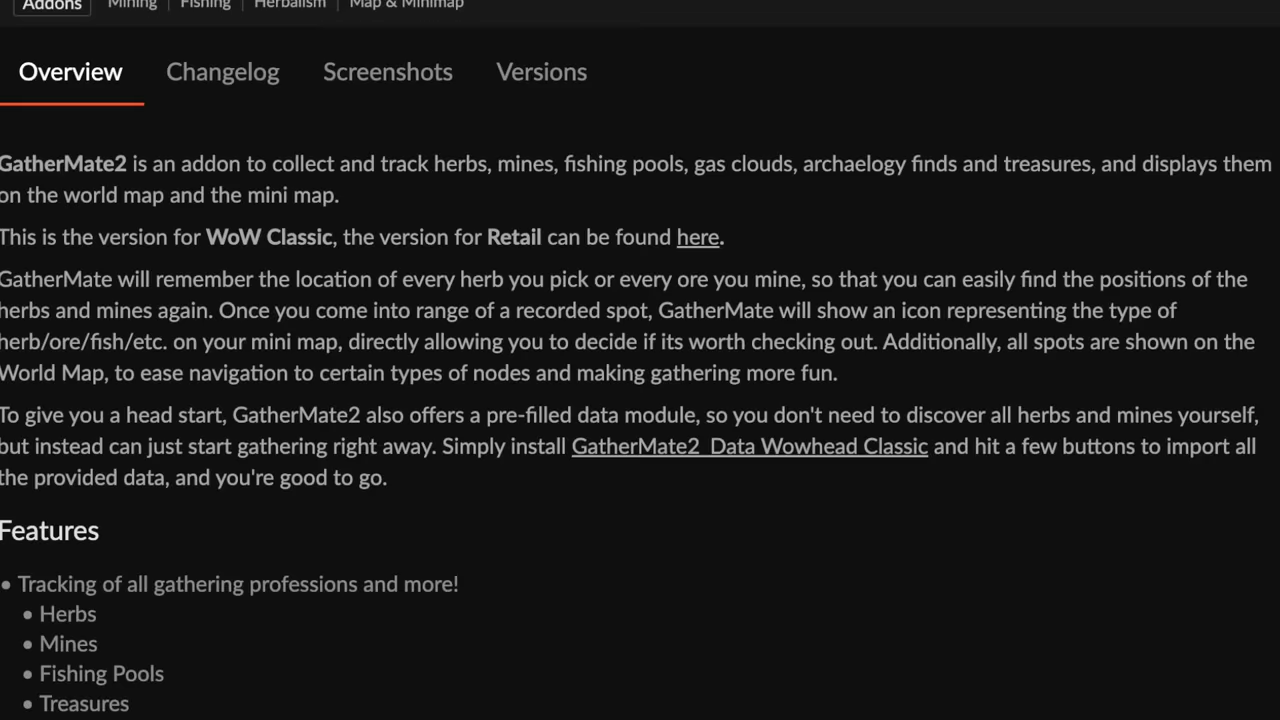 Addons Mining Fishing Herbalism Map & Minimap
Overview Changelog Screenshots Versions
GatherMate2 is an addon to collect and track herbs, mines, fishing pools, gas clouds, archaelogy finds and treasures, and displays them
on the world map and the mini map.
This is the version for WoW Classic, the version for Retail can be found here.
GatherMate will remember the location of every herb you pick or every ore you mine, so that you can easily find the positions of the
herbs and mines again. Once you come into range of a recorded spot, GatherMate will show an icon representing the type of
herb/ore/fish/etc. on your mini map, directly allowing you to decide if its worth checking out. Additionally, all spots are shown on the
World Map, to ease navigation to certain types of nodes and making gathering more fun.
To give you a head start, GatherMate2 also offers a pre-filled data module, so you don't need to discover all herbs and mines yourself,
but instead can just start gathering right away. Simply install GatherMate2_Data Wowhead Classic and hit a few buttons to import all
the provided data, and you're good to go.
Features
• Tracking of all gathering professions and more!
• Herbs
• Mines
• Fishing Pools
• Treasures